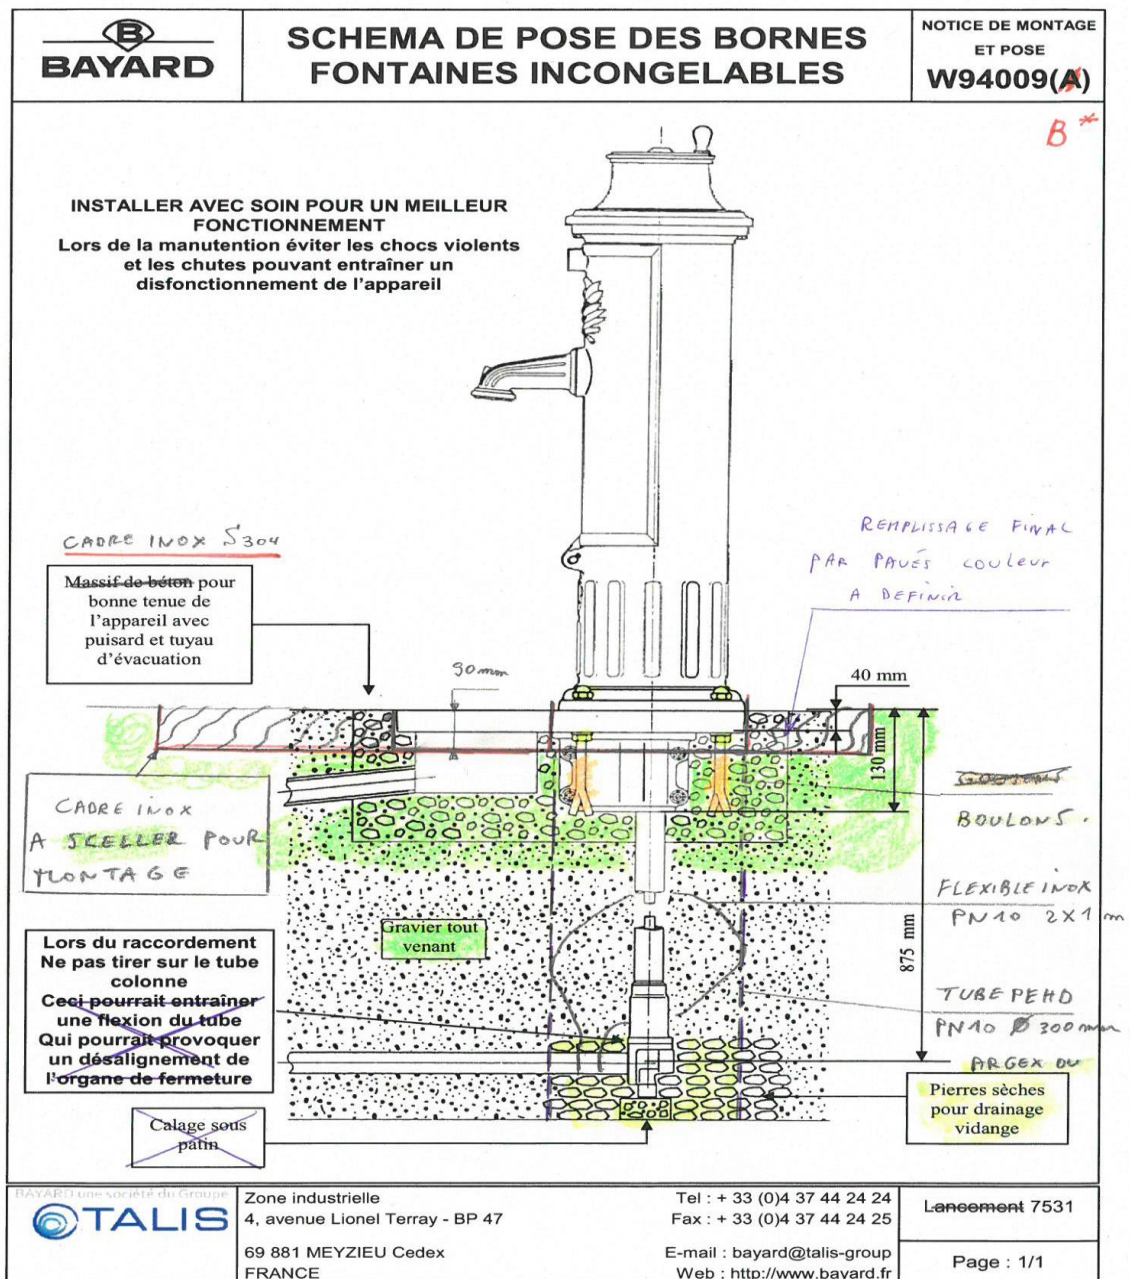 BAYARD
SCHEMA DE POSE DES BORNES
FONTAINES INCONGELABLES
NOTICE DE MONTAGE
ET POSE
W94009(A)
B *
INSTALLER AVEC SOIN POUR UN MEILLEUR
FONCTIONNEMENT
Lors de la manutention éviter les chocs violents
et les chutes pouvant entraîner un
disfonctionnement de l'appareil
CADRE INOX S304
Massif de béton pour
bonne tenue de
l'appareil avec
puisard et tuyau
d'évacuation
REMPLISSAGE FINAL
PAR PAVÉS COULEUR
A DEFINIR
90mm
40 mm
130 mm
CADRE INOX
A SCELLER POUR
MONTAGE
BOULONS.
FLEXIBLE INOX
PN10 2X1 m
875 mm
Gravier tout
venant
Lors du raccordement
Ne pas tirer sur le tube
colonne
Ceci pourrait entraîner
une flexion du tube
Qui pourrait provoquer
un désalignement de
l'organe de fermeture
TUBE PEHD
PN10 Ø 300mm
ARGEX OU
Pierres sèches
pour drainage
vidange
Calage sous
patin
BAYARD une société du Groupe
TALIS
Zone industrielle
4, avenue Lionel Terray - BP 47
69 881 MEYZIEU Cedex
FRANCE
Tel : + 33 (0)4 37 44 24 24
Fax : + 33 (0)4 37 44 24 25
E-mail : bayard@talis-group
Web : http://www.bayard.fr
Lancement 7531
Page : 1/1